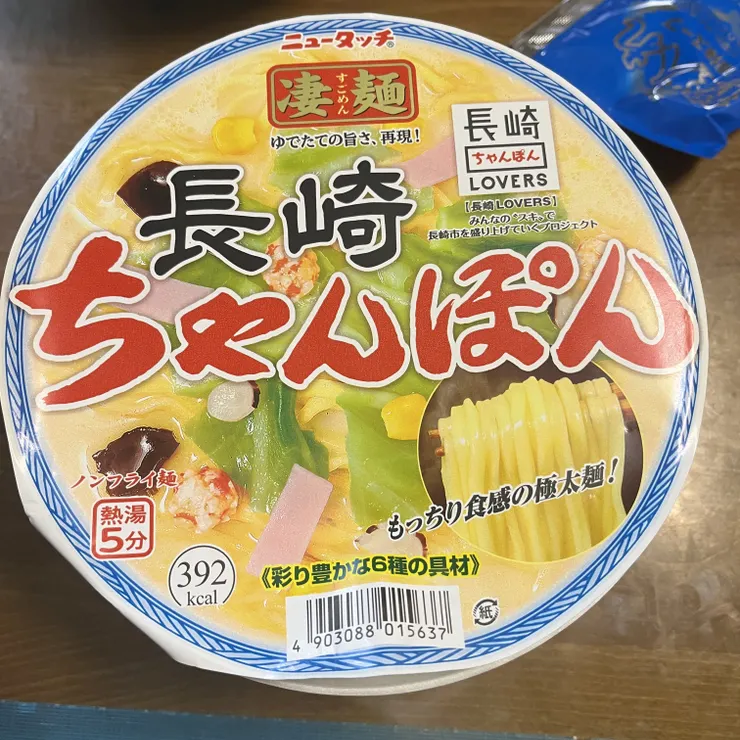 ニュータッチ®
凄麺
すごめん
ゆでたての旨さ、再現!
長崎
ちゃんぽん
LOVERS
【長崎LOVERS】
みんなの“スキ”で
長崎市を盛り上げていくプロジェクト
長崎
ちゃんぽん
ノンフライ麺
熱湯
5分
もっちり食感の極太麺!
392
kcal
《彩り豊かな6種の具材》
4 903088 015637
紙